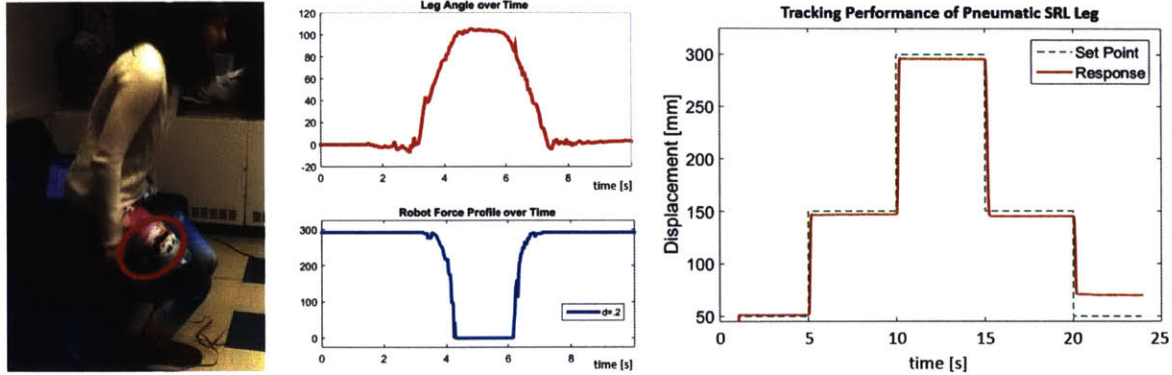 Leg Angle over Time
120
100
80
60
40
20
0
-20
0 2 4 6 8
time [s]
Robot Force Profile over Time
300
200
100
0
d=.2
0 2 4 6 8
time [s]
Tracking Performance of Pneumatic SRL Leg
Set Point
Response
Displacement [mm]
300
250
200
150
100
50
0 5 10 15 20 25
time [s]